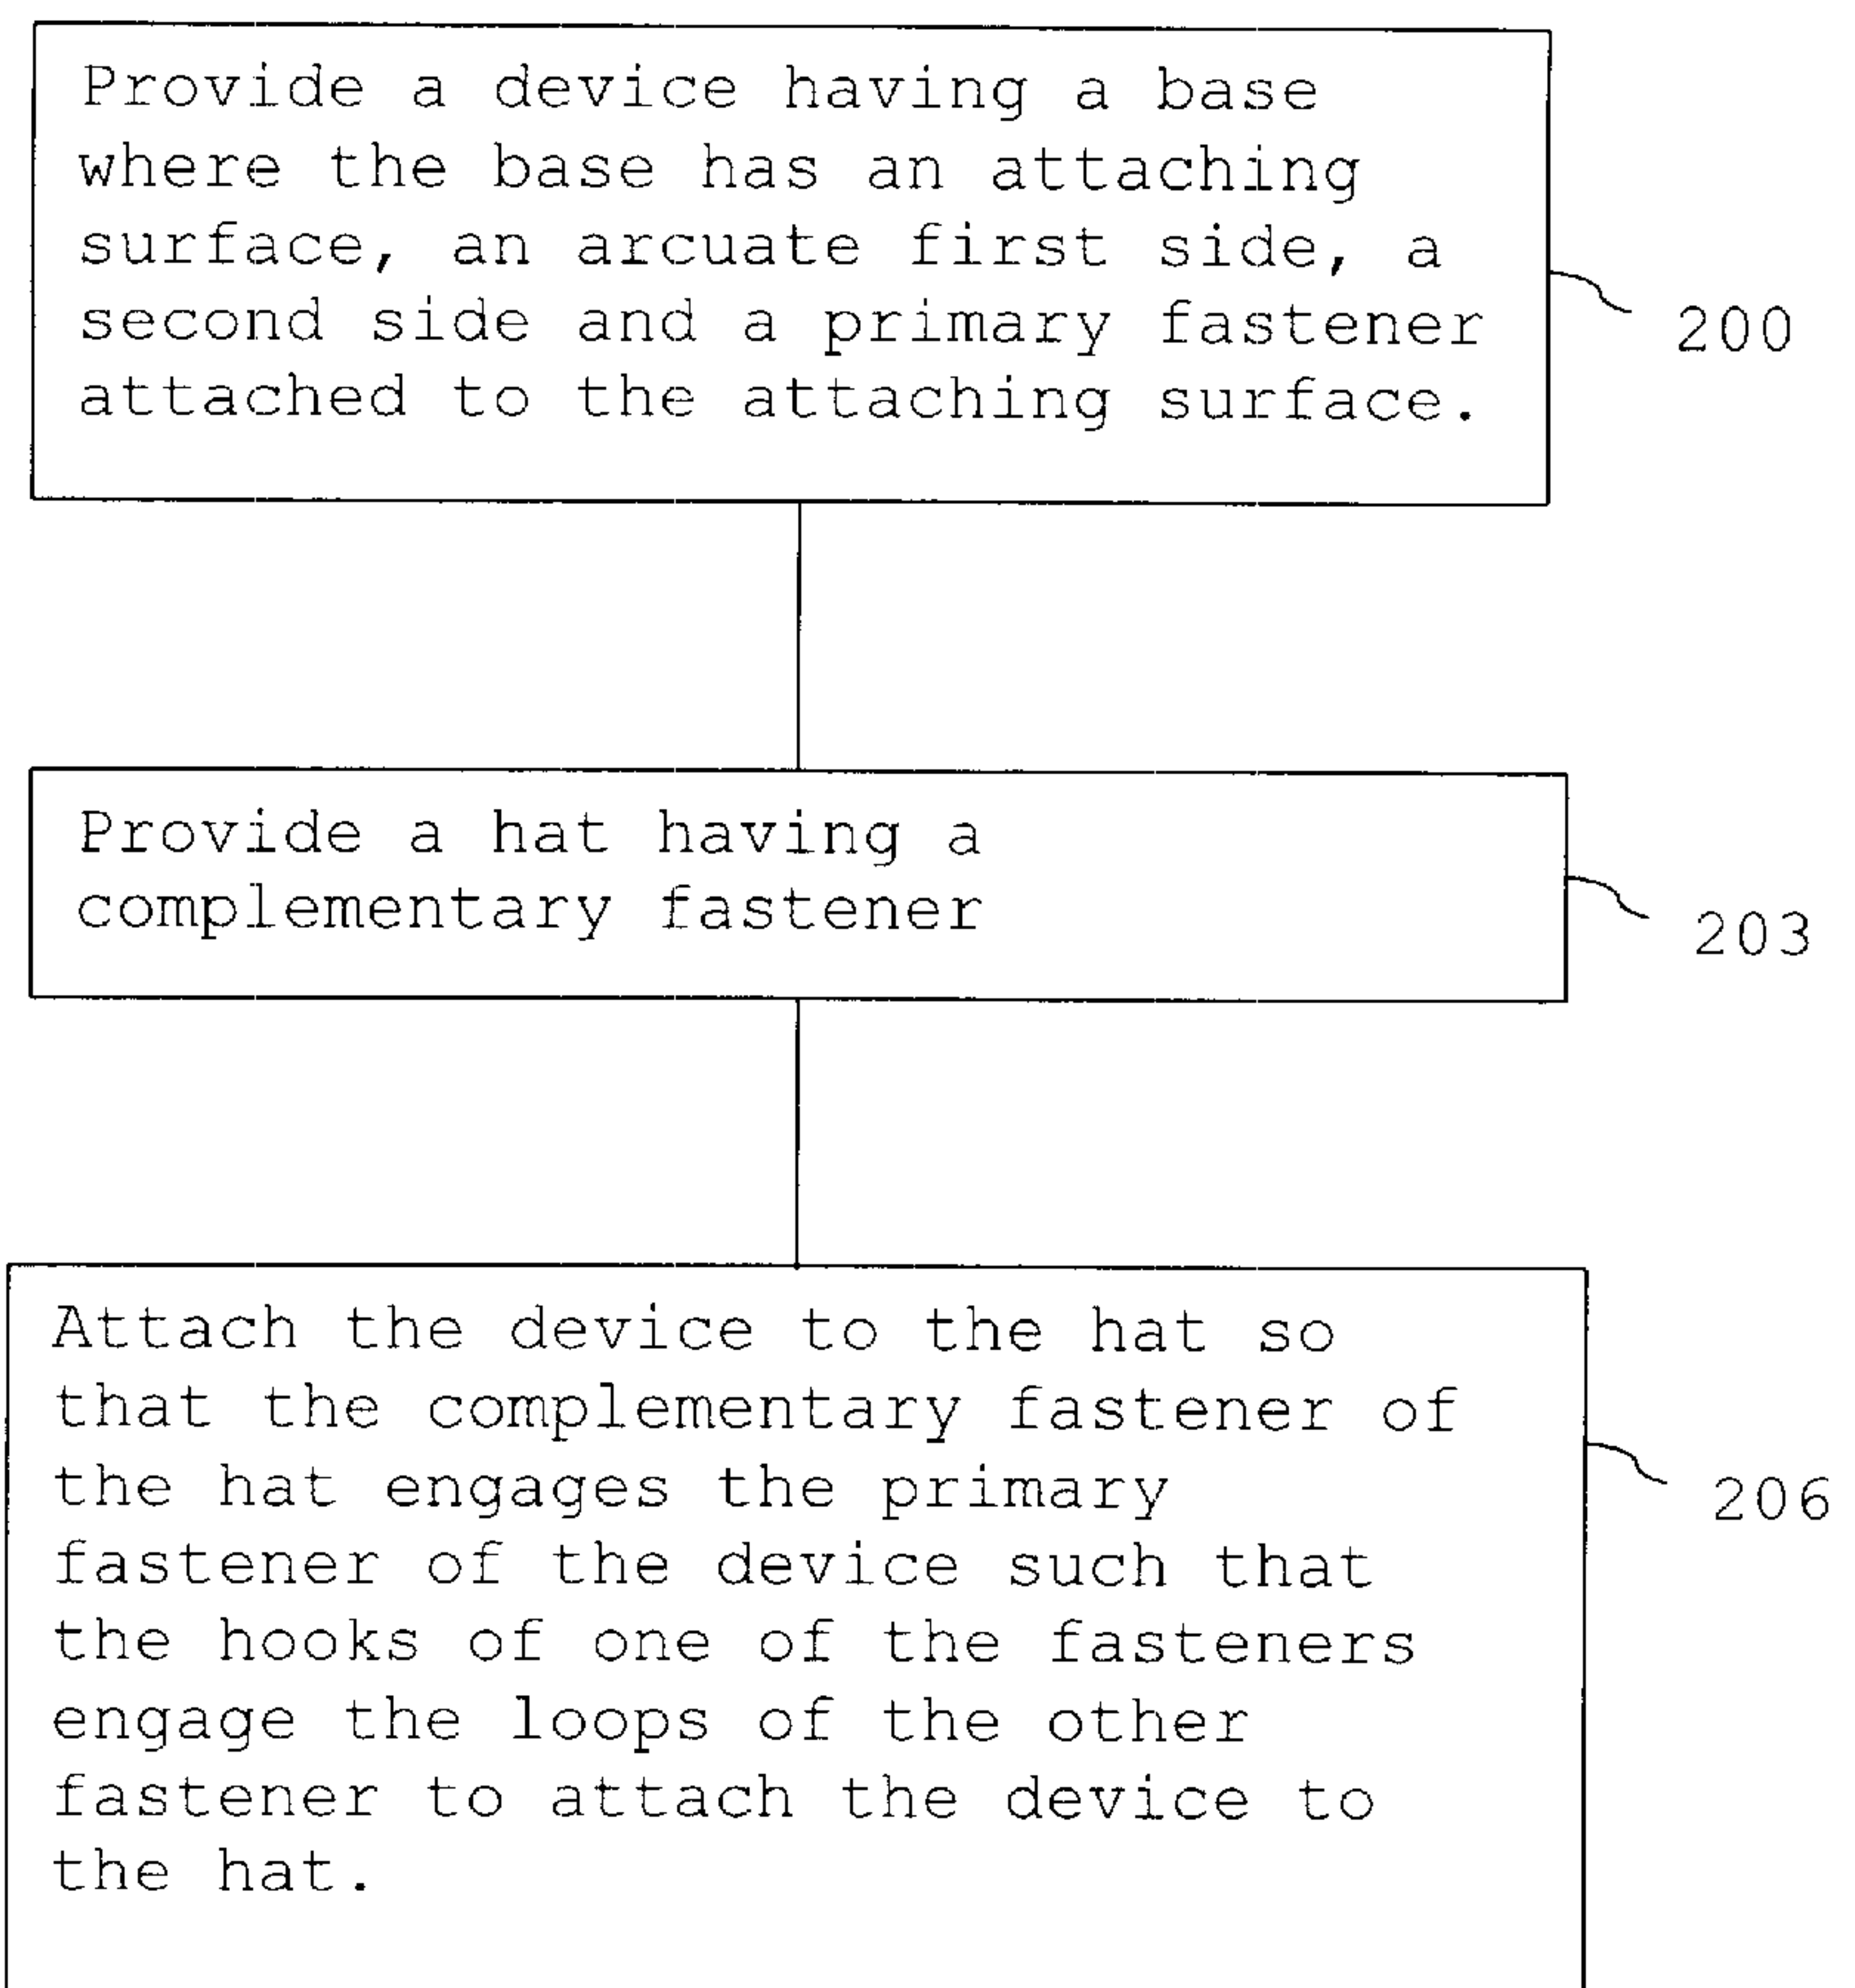 Provide a device having a base
where the base has an attaching
surface, an arcuate first side, a
second side and a primary fastener
attached to the attaching surface.
200
Provide a hat having a
complementary fastener
203
Attach the device to the hat so
that the complementary fastener of
the hat engages the primary
fastener of the device such that
the hooks of one of the fasteners
engage the loops of the other
fastener to attach the device to
the hat.
206